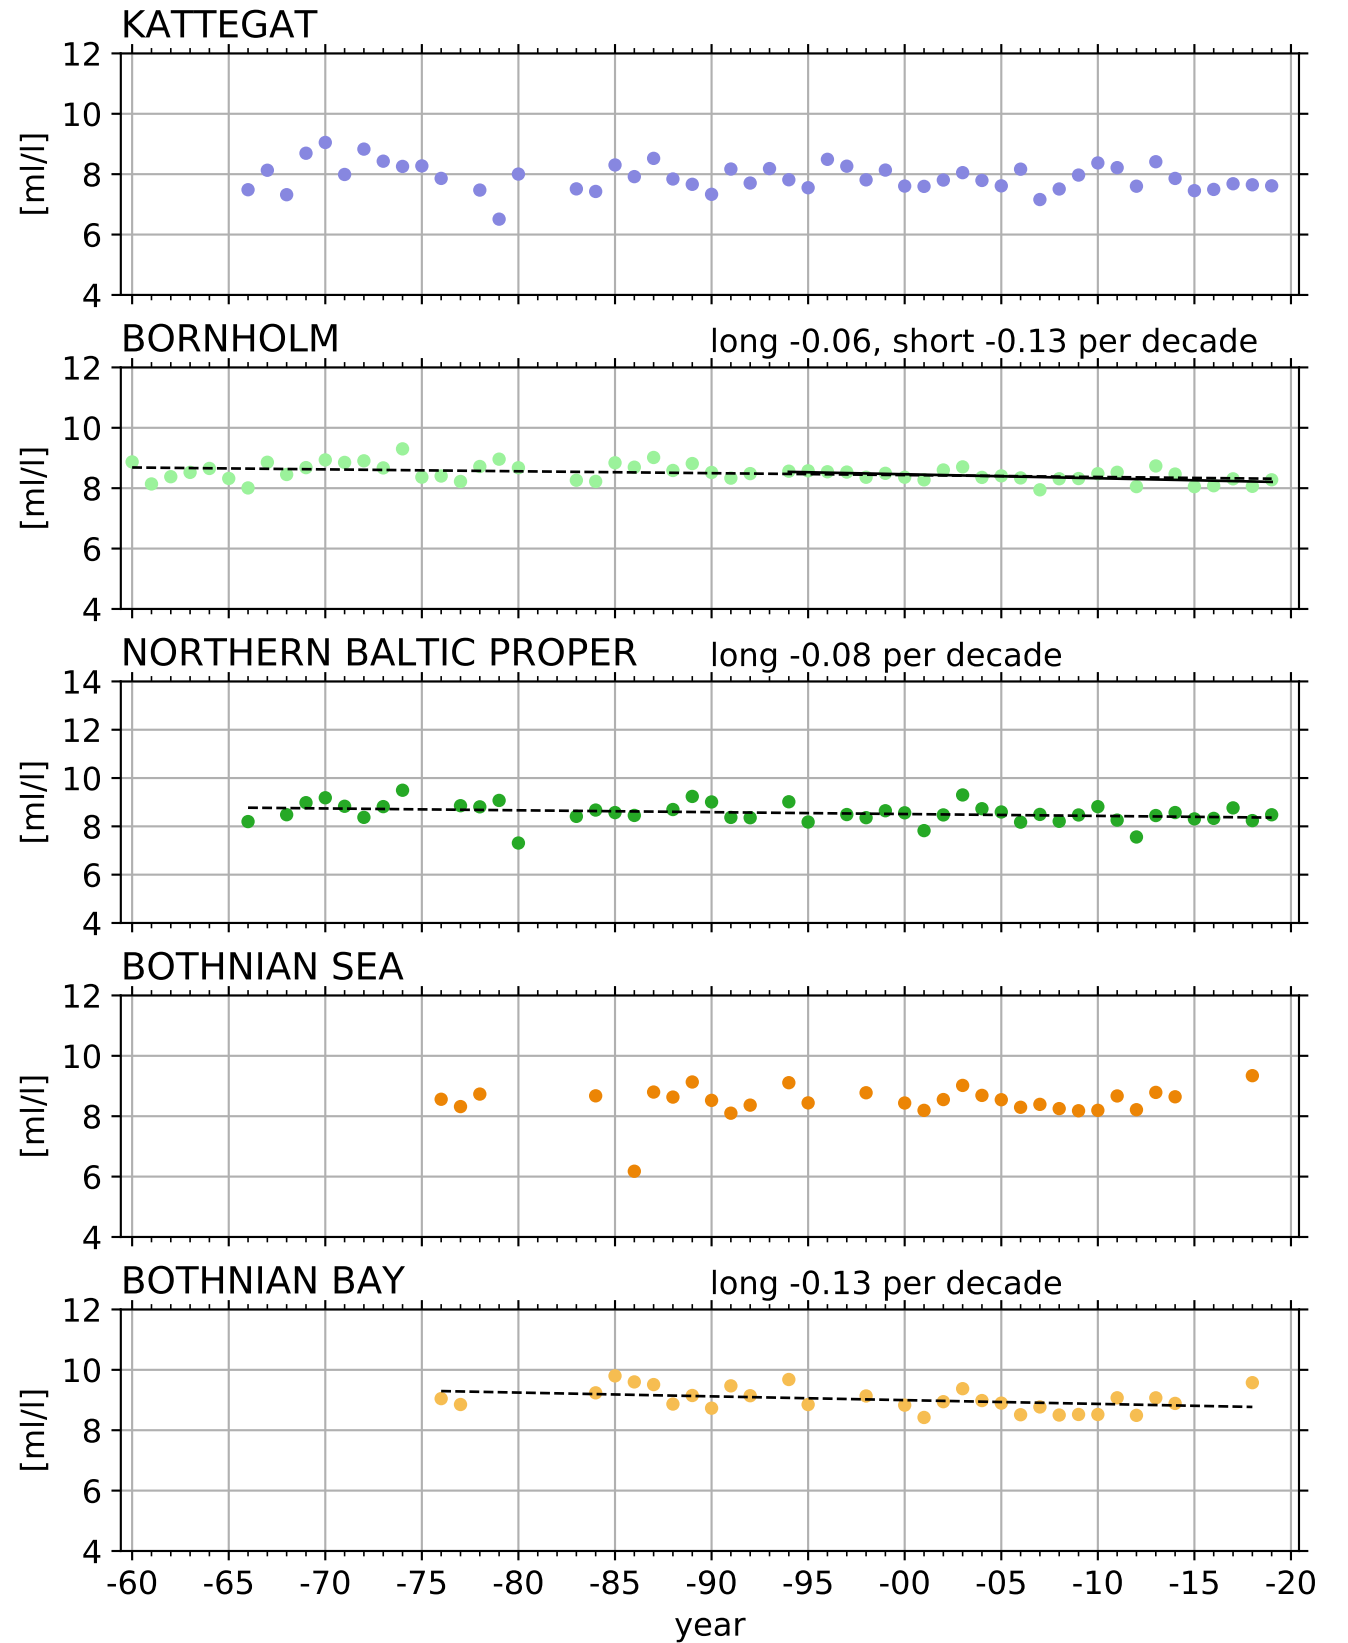 KATTEGAT
12
10
8
6
4
[ml/l]
BORNHOLM long -0.06, short -0.13 per decade
12
10
8
6
4
[ml/l]
NORTHERN BALTIC PROPER long -0.08 per decade
14
12
10
8
6
4
[ml/l]
BOTHNIAN SEA
12
10
8
6
4
[ml/l]
BOTHNIAN BAY long -0.13 per decade
12
10
8
6
4
[ml/l]
-60 -65 -70 -75 -80 -85 -90 -95 -00 -05 -10 -15 -20
year